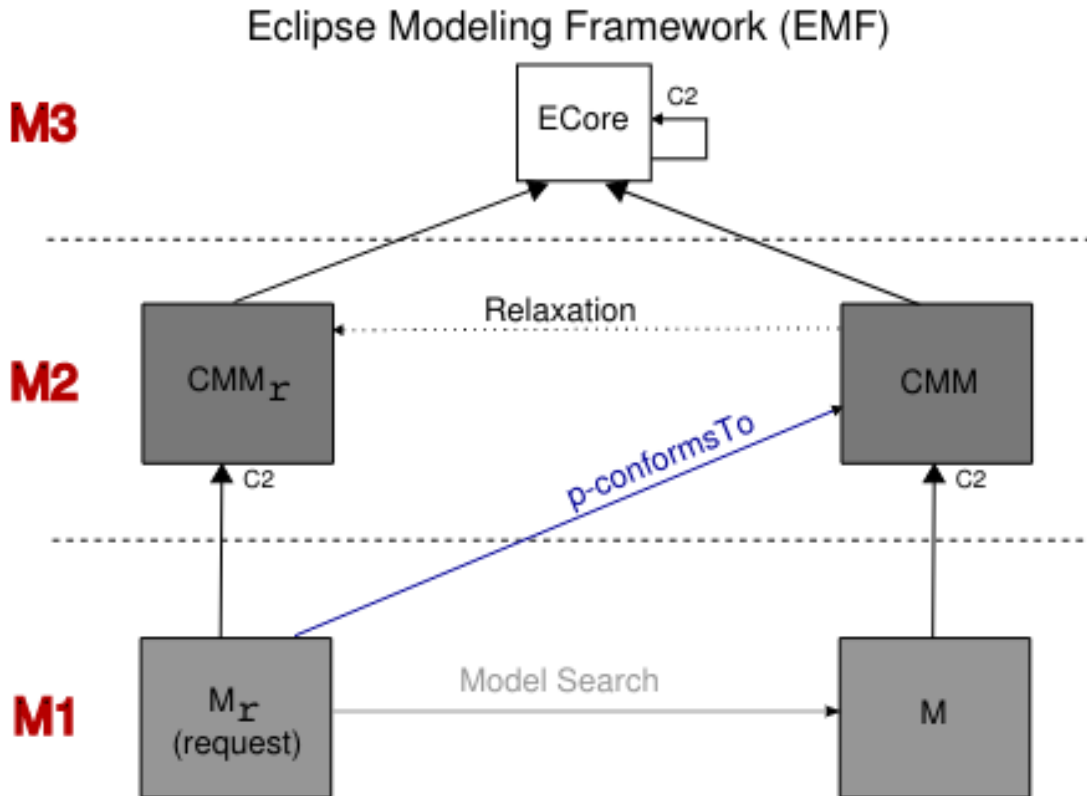 Eclipse Modeling Framework (EMF)
M3
ECore
C2
Relaxation
M2
CMMr
CMM
p-conformsTo
C2
C2
Model Search
M1
Mr
(request)
M